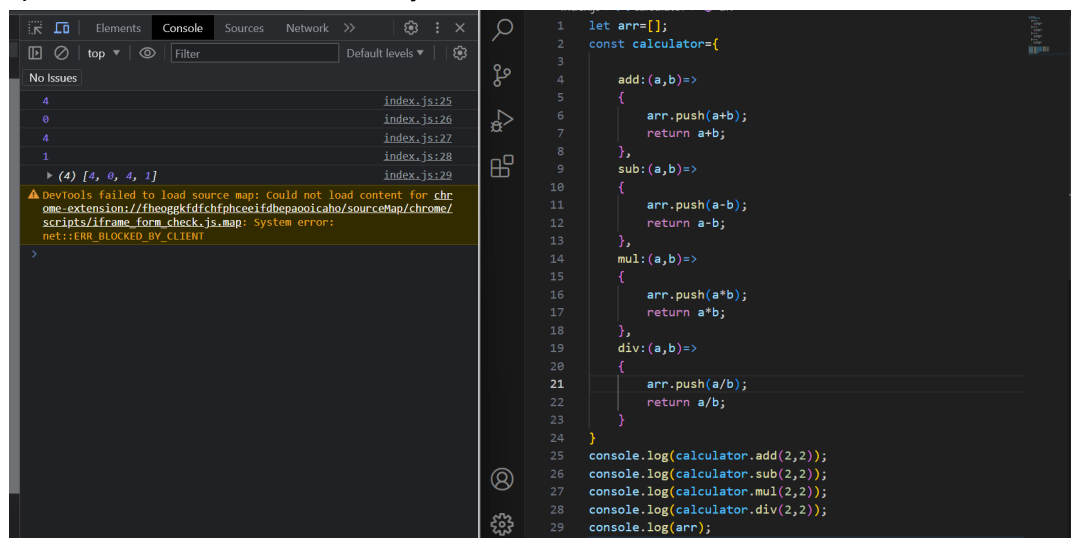 Elements Console Sources Network
top Filter Default levels
No Issues
4 index.js:25
0 index.js:26
4 index.js:27
1 index.js:28
(4) [4, 0, 4, 1] index.js:29
DevTools failed to load source map: Could not load content for chr
ome-extension://fheoggkfdfchfphceeifdbepaooicaho/sourceMap/chrome/
scripts/iframe_form_check.js.map: System error:
net::ERR_BLOCKED_BY_CLIENT
1 let arr=[];
2 const calculator={
3
4 add:(a,b)=>
5 {
6 arr.push(a+b);
7 return a+b;
8 },
9 sub:(a,b)=>
10 {
11 arr.push(a-b);
12 return a-b;
13 },
14 mul:(a,b)=>
15 {
16 arr.push(a*b);
17 return a*b;
18 },
19 div:(a,b)=>
20 {
21 arr.push(a/b);
22 return a/b;
23 }
24 }
25 console.log(calculator.add(2,2));
26 console.log(calculator.sub(2,2));
27 console.log(calculator.mul(2,2));
28 console.log(calculator.div(2,2));
29 console.log(arr);